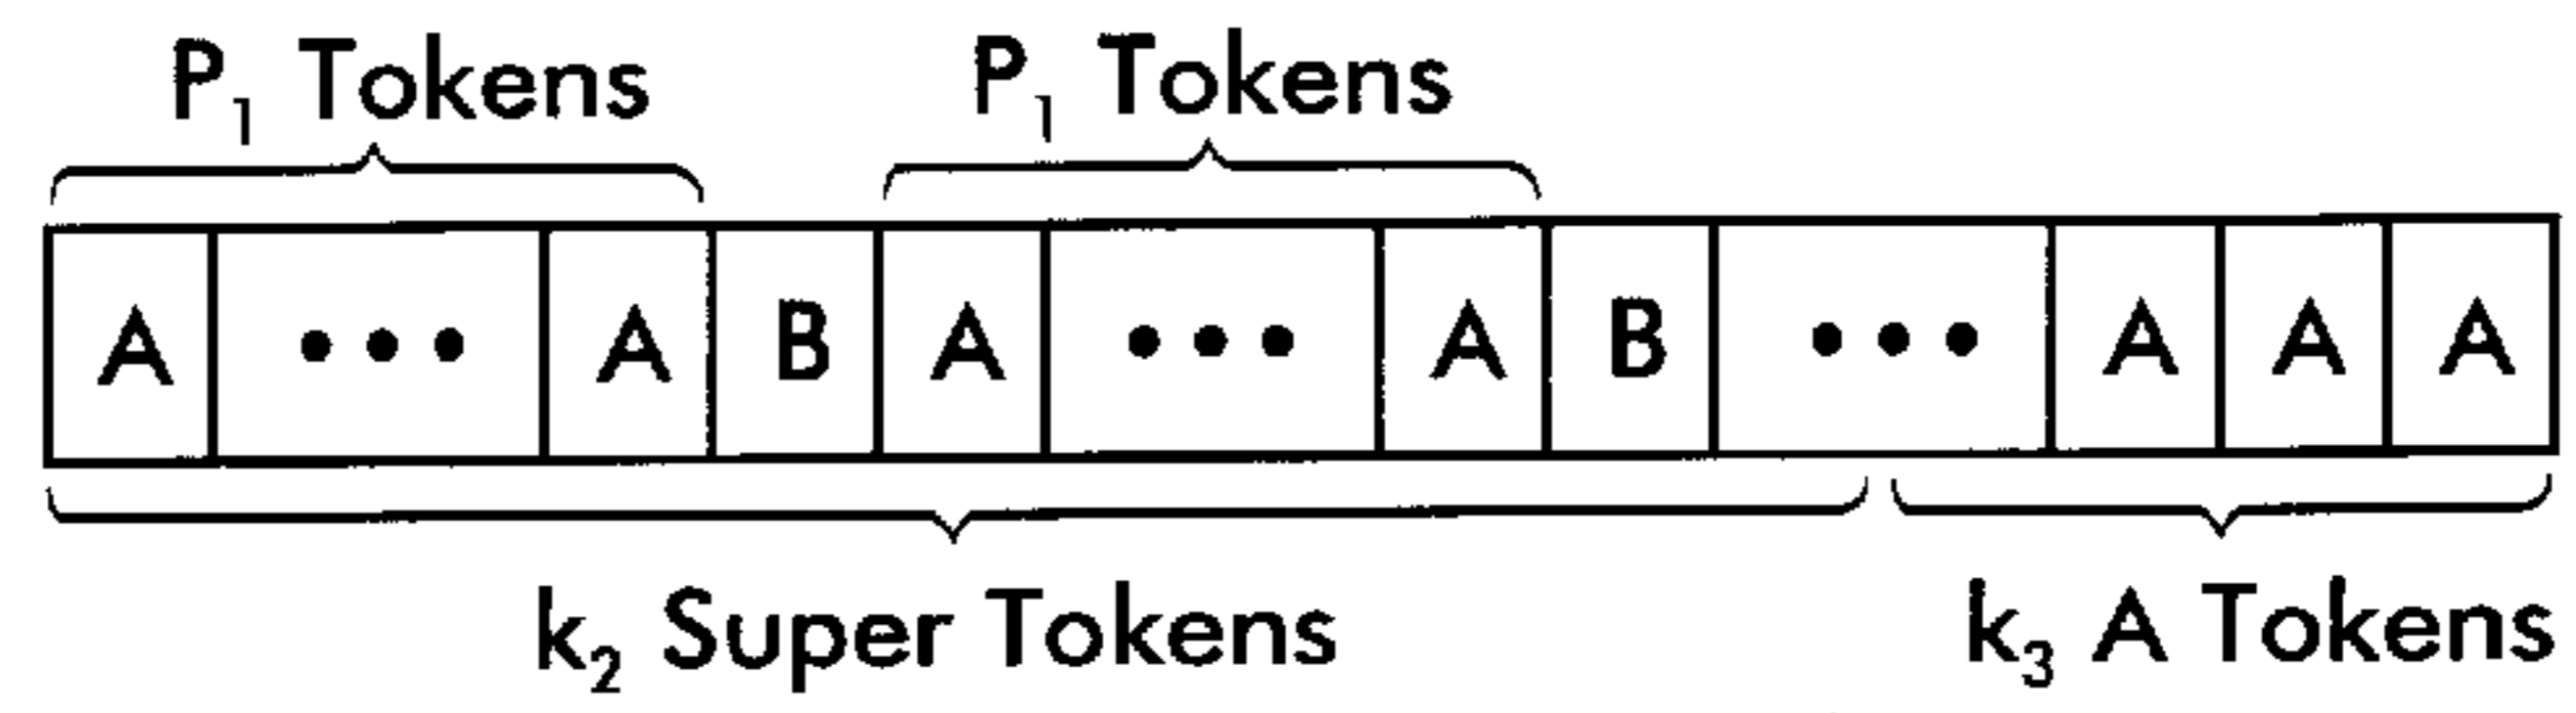 P₁ Tokens P₁ Tokens
A ••• A B A ••• A B ••• A A A
k₂ Super Tokens k₃ A Tokens